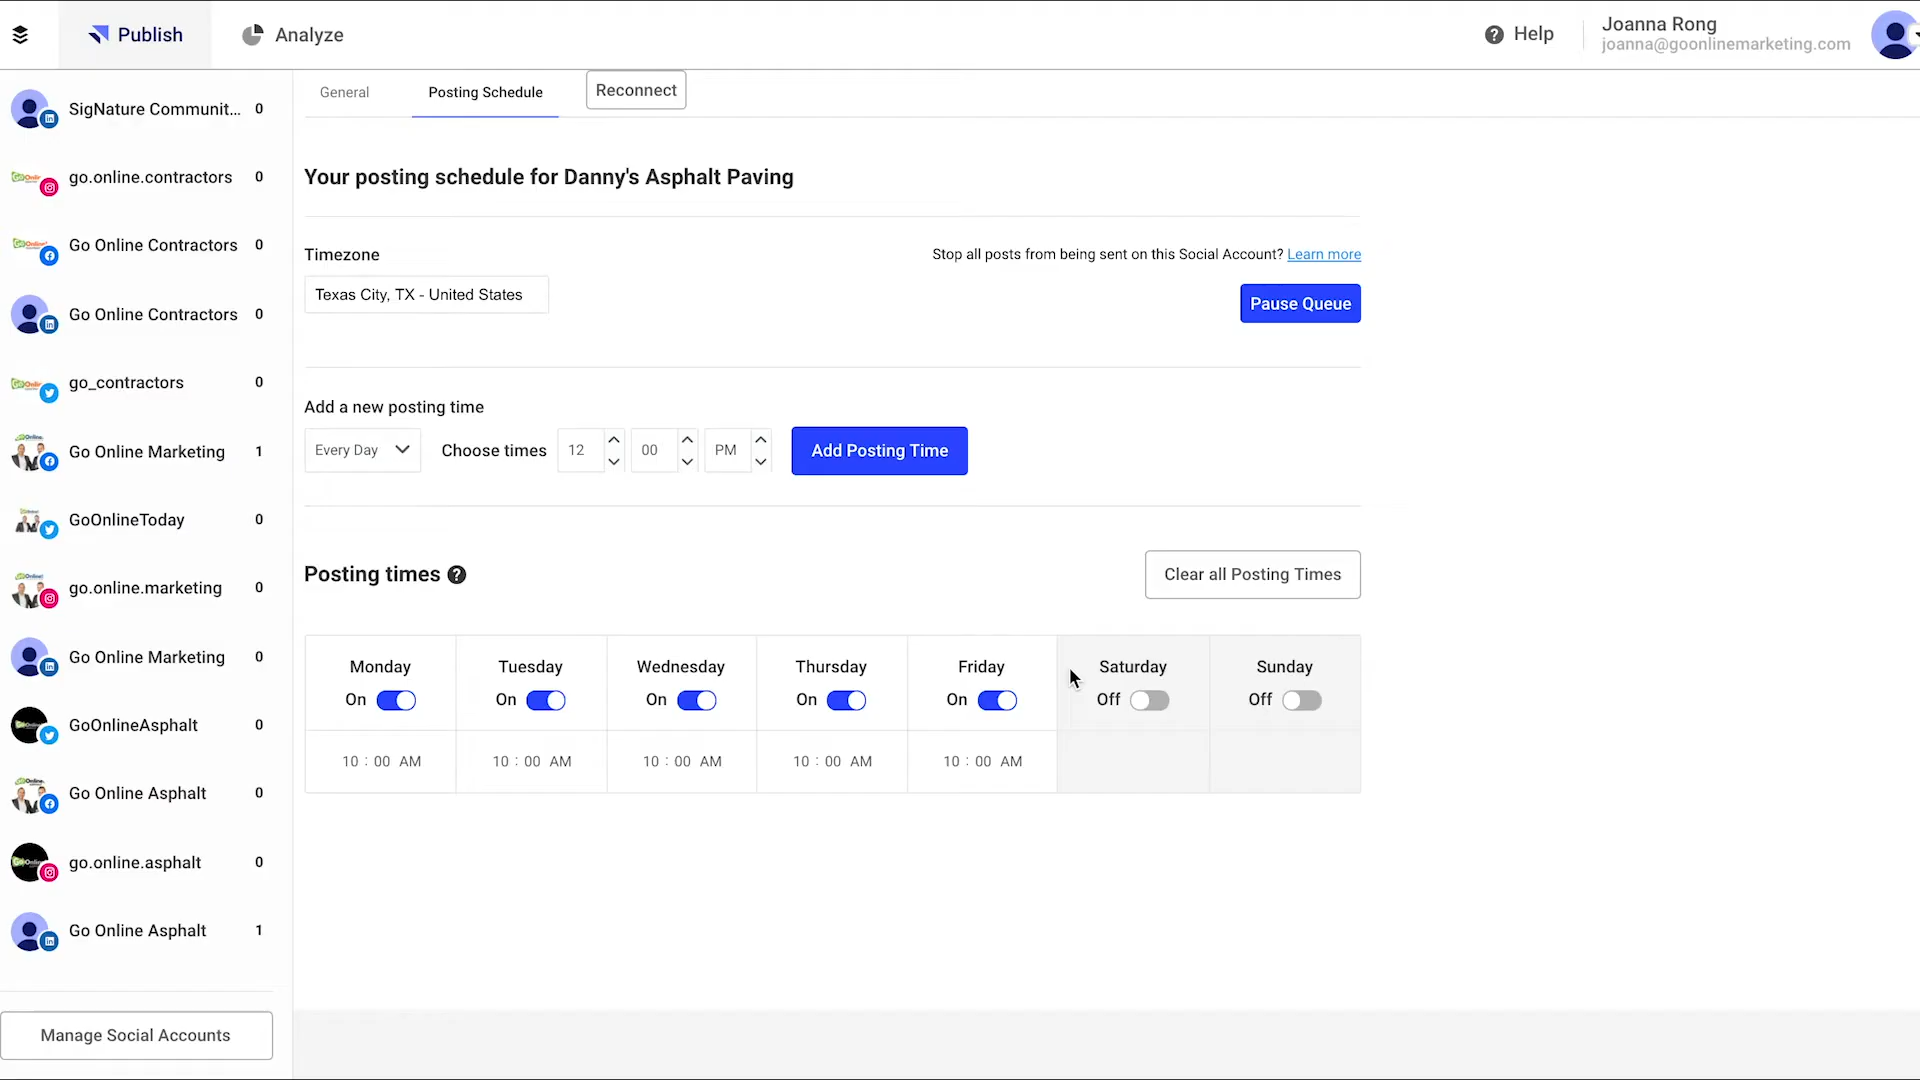 Publish
Analyze
Help
Joanna Rong
joanna@goonlinemarketing.com
General
Posting Schedule
Reconnect
SigNature Communit... 0
go.online.contractors 0
Go Online Contractors 0
Go Online Contractors 0
go_contractors 0
Go Online Marketing 1
GoOnlineToday 0
go.online.marketing 0
Go Online Marketing 0
GoOnlineAsphalt 0
Go Online Asphalt 0
go.online.asphalt 0
Go Online Asphalt 1
Manage Social Accounts
Your posting schedule for Danny's Asphalt Paving
Timezone
Stop all posts from being sent on this Social Account? Learn more
Texas City, TX - United States
Pause Queue
Add a new posting time
Every Day Choose times 12 00 PM Add Posting Time
Posting times ?
Clear all Posting Times
Monday Tuesday Wednesday Thursday Friday Saturday Sunday
On On On On On Off Off
10 : 00 AM 10 : 00 AM 10 : 00 AM 10 : 00 AM 10 : 00 AM